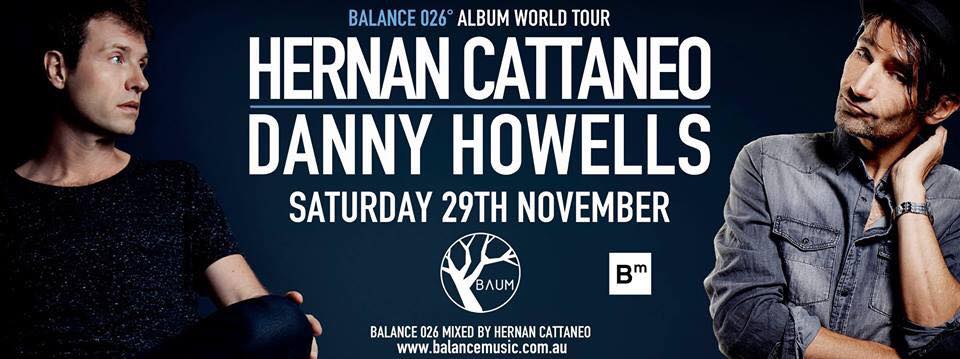 BALANCE 026° ALBUM WORLD TOUR
HERNAN CATTANEO
DANNY HOWELLS
SATURDAY 29TH NOVEMBER
BAUM
Bm
BALANCE 026 MIXED BY HERNAN CATTANEO
www.balancemusic.com.au